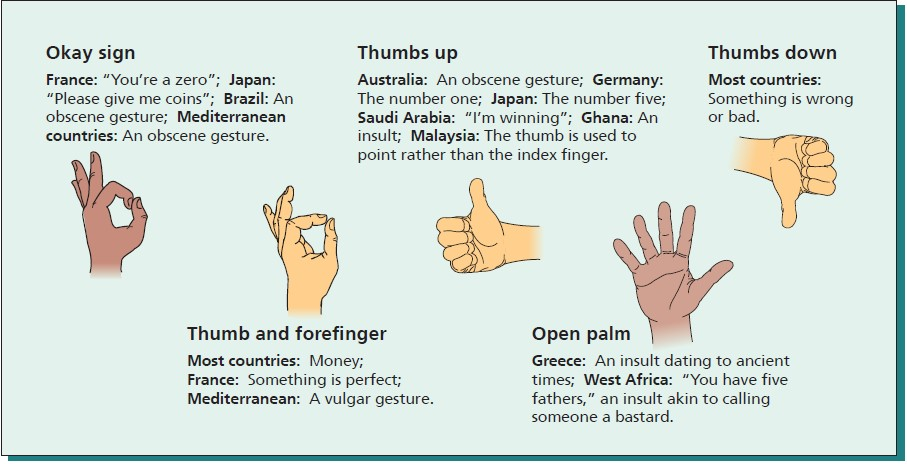 Okay sign
France: “You’re a zero”; Japan:
“Please give me coins”; Brazil: An
obscene gesture; Mediterranean
countries: An obscene gesture.
Thumbs up
Australia: An obscene gesture; Germany:
The number one; Japan: The number five;
Saudi Arabia: “I’m winning”; Ghana: An
insult; Malaysia: The thumb is used to
point rather than the index finger.
Thumbs down
Most countries:
Something is wrong
or bad.
Thumb and forefinger
Most countries: Money;
France: Something is perfect;
Mediterranean: A vulgar gesture.
Open palm
Greece: An insult dating to ancient
times; West Africa: “You have five
fathers,” an insult akin to calling
someone a bastard.